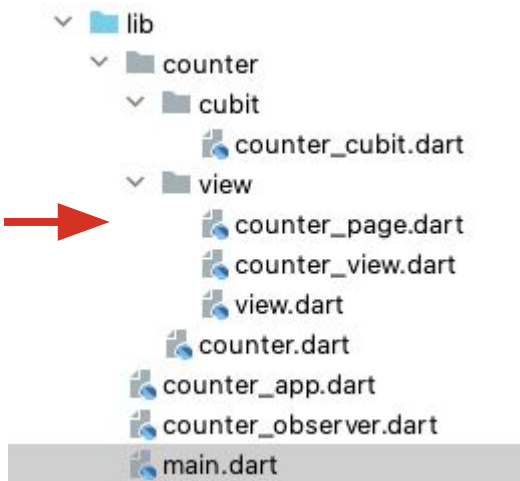 lib
counter
cubit
counter_cubit.dart
view
counter_page.dart
counter_view.dart
view.dart
counter.dart
counter_app.dart
counter_observer.dart
main.dart